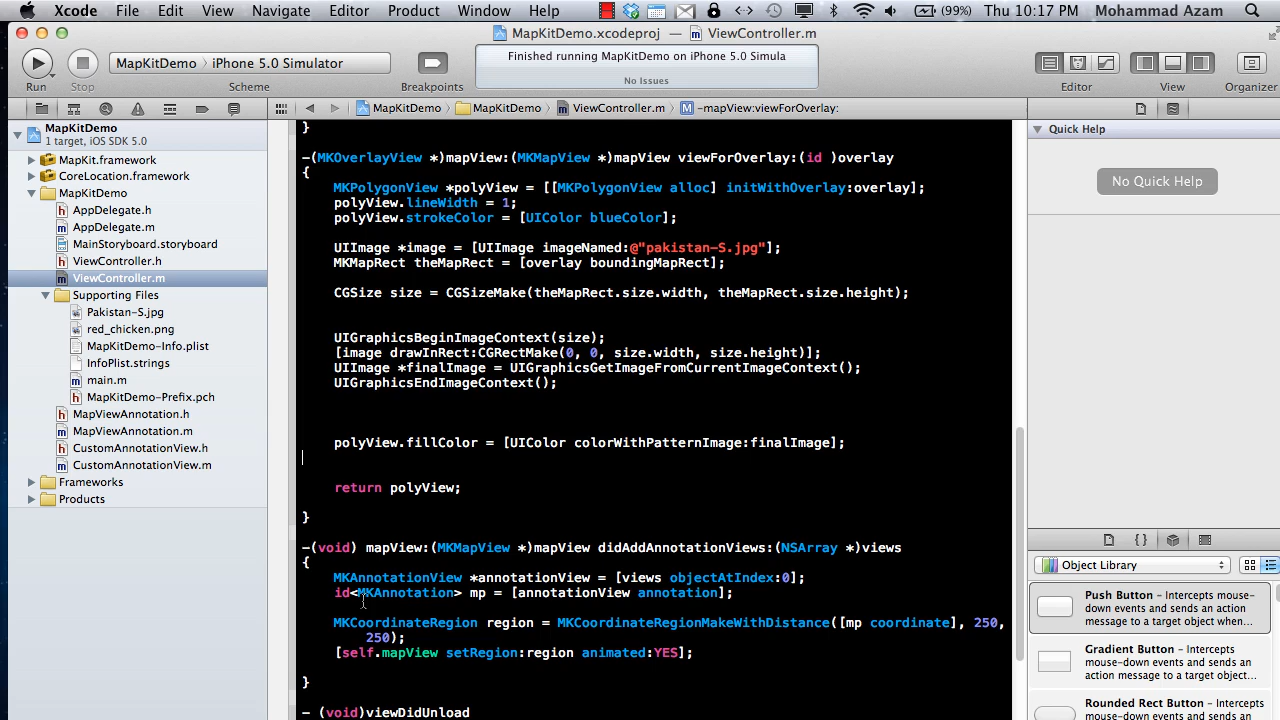 Xcode File Edit View Navigate Editor Product Window Help (99%) Thu 10:17 PM Mohammad Azam
MapKitDemo.xcodeproj — ViewController.m
MapKitDemo iPhone 5.0 Simulator
Finished running MapKitDemo on iPhone 5.0 Simula
No Issues
Run Stop Scheme Breakpoints Editor View Organizer
MapKitDemo MapKitDemo ViewController.m M -mapView:viewForOverlay:
MapKitDemo
1 target, iOS SDK 5.0
MapKit.framework
CoreLocation.framework
MapKitDemo
AppDelegate.h
AppDelegate.m
MainStoryboard.storyboard
ViewController.h
ViewController.m
Supporting Files
Pakistan-S.jpg
red_chicken.png
MapKitDemo-Info.plist
InfoPlist.strings
main.m
MapKitDemo-Prefix.pch
MapViewAnnotation.h
MapViewAnnotation.m
CustomAnnotationView.h
CustomAnnotationView.m
Frameworks
Products
}
-(MKOverlayView *)mapView:(MKMapView *)mapView viewForOverlay:(id )overlay
{
MKPolygonView *polyView = [[MKPolygonView alloc] initWithOverlay:overlay];
polyView.lineWidth = 1;
polyView.strokeColor = [UIColor blueColor];
UIImage *image = [UIImage imageNamed:@"pakistan-S.jpg"];
MKMapRect theMapRect = [overlay boundingMapRect];
CGSize size = CGSizeMake(theMapRect.size.width, theMapRect.size.height);
UIGraphicsBeginImageContext(size);
[image drawInRect:CGRectMake(0, 0, size.width, size.height)];
UIImage *finalImage = UIGraphicsGetImageFromCurrentImageContext();
UIGraphicsEndImageContext();
polyView.fillColor = [UIColor colorWithPatternImage:finalImage];
return polyView;
}
-(void) mapView:(MKMapView *)mapView didAddAnnotationViews:(NSArray *)views
{
MKAnnotationView *annotationView = [views objectAtIndex:0];
id<MKAnnotation> mp = [annotationView annotation];
MKCoordinateRegion region = MKCoordinateRegionMakeWithDistance([mp coordinate], 250,
250);
[self.mapView setRegion:region animated:YES];
}
- (void)viewDidUnload
Quick Help
No Quick Help
Object Library
Push Button - Intercepts mouse-
down events and sends an action
message to a target object when...
Gradient Button - Intercepts
mouse-down events and sends an
action message to a target object...
Rounded Rect Button - Intercepts
mouse-down events and sends an